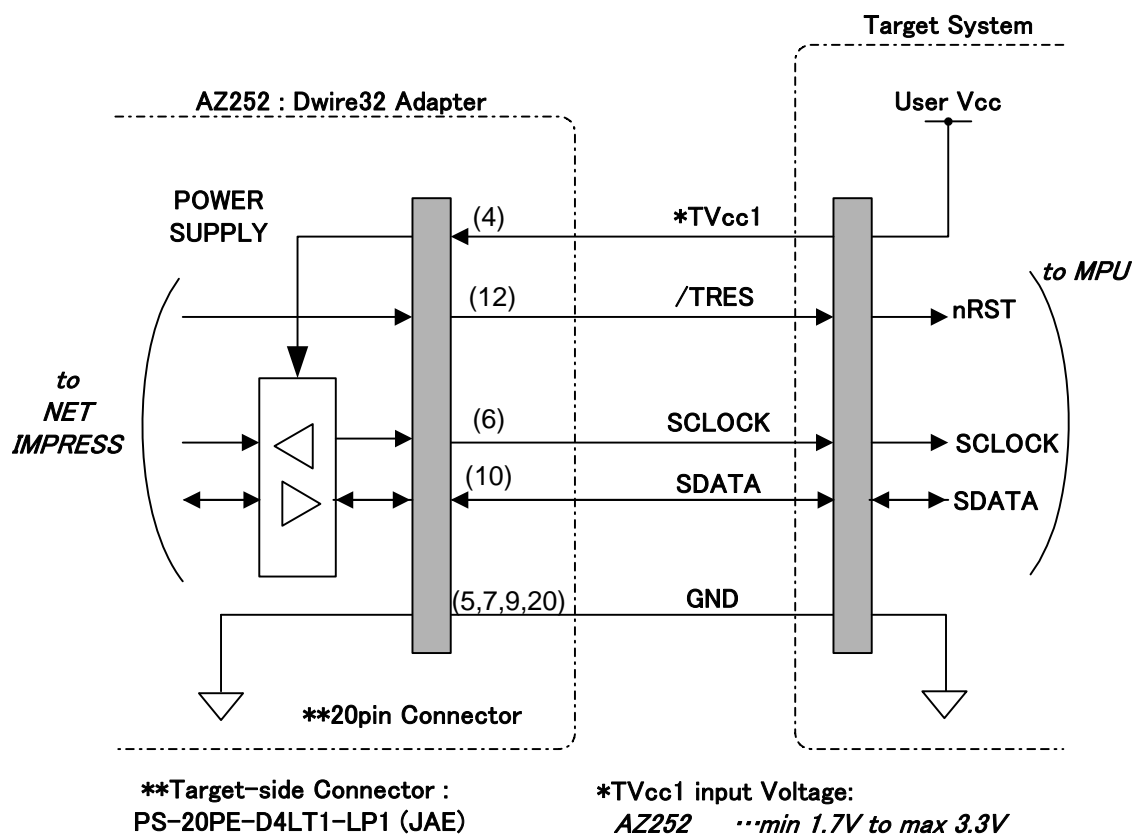 Target System
AZ252 : Dwire32 Adapter
User Vcc
POWER
SUPPLY
(4)
*TVcc1
to MPU
(12)
/TRES
nRST
to
NET
IMPRESS
(6)
SCLOCK
SCLOCK
(10)
SDATA
SDATA
(5,7,9,20)
GND
**20pin Connector
**Target-side Connector :
PS-20PE-D4LT1-LP1 (JAE)
*TVcc1 input Voltage:
AZ252 …min 1.7V to max 3.3V